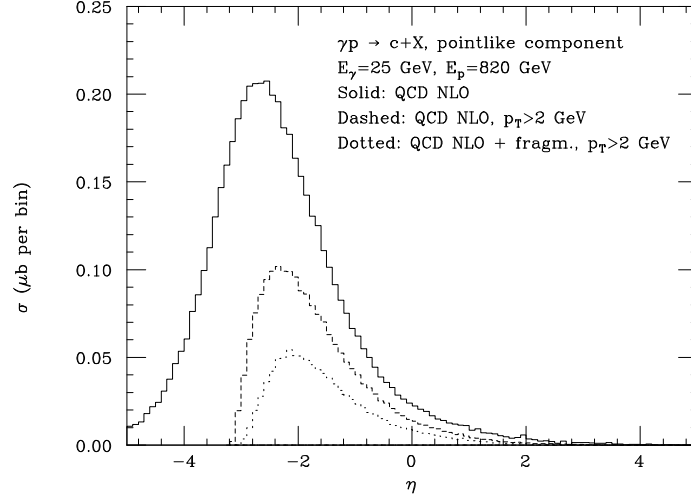 0.25
γp → c+X, pointlike component
E_γ=25 GeV, E_p=820 GeV
Solid: QCD NLO
Dashed: QCD NLO, p_T>2 GeV
Dotted: QCD NLO + fragm., p_T>2 GeV
0.20
0.15
0.10
0.05
0.00
σ (μb per bin)
−4 −2 0 2 4
η